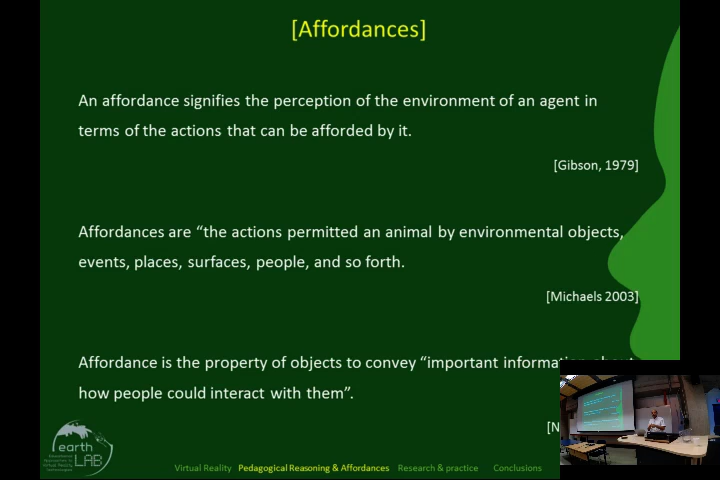 [Affordances]
An affordance signifies the perception of the environment of an agent in
terms of the actions that can be afforded by it.
[Gibson, 1979]
Affordances are “the actions permitted an animal by environmental objects,
events, places, surfaces, people, and so forth.
[Michaels 2003]
Affordance is the property of objects to convey “important information about
how people could interact with them”.
[N
earth
LAB
Virtual Reality Pedagogical Reasoning & Affordances Research & practice Conclusions